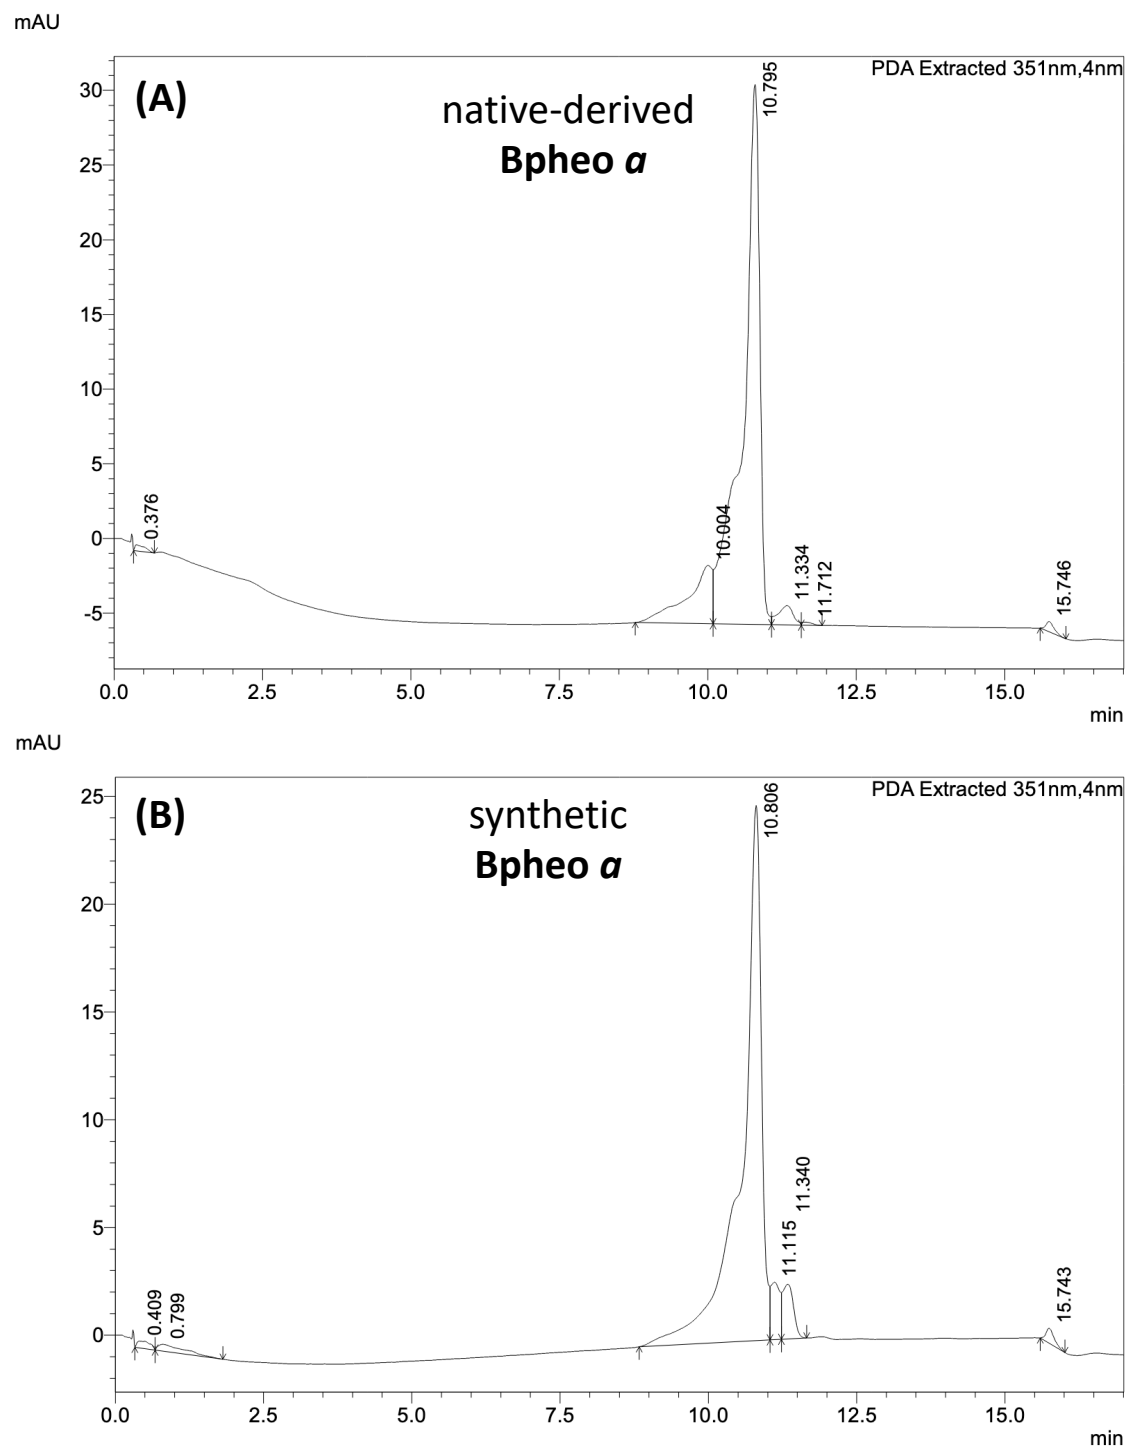 mAU
PDA Extracted 351nm,4nm
(A)
native-derived
Bpheo a
10.795
30
25
20
15
10
5
0
-5
0.376
10.004
11.334
11.712
15.746
0.0 2.5 5.0 7.5 10.0 12.5 15.0
min
mAU
PDA Extracted 351nm,4nm
(B)
synthetic
Bpheo a
10.806
25
20
15
10
5
0
0.409
0.799
11.115
11.340
15.743
0.0 2.5 5.0 7.5 10.0 12.5 15.0
min